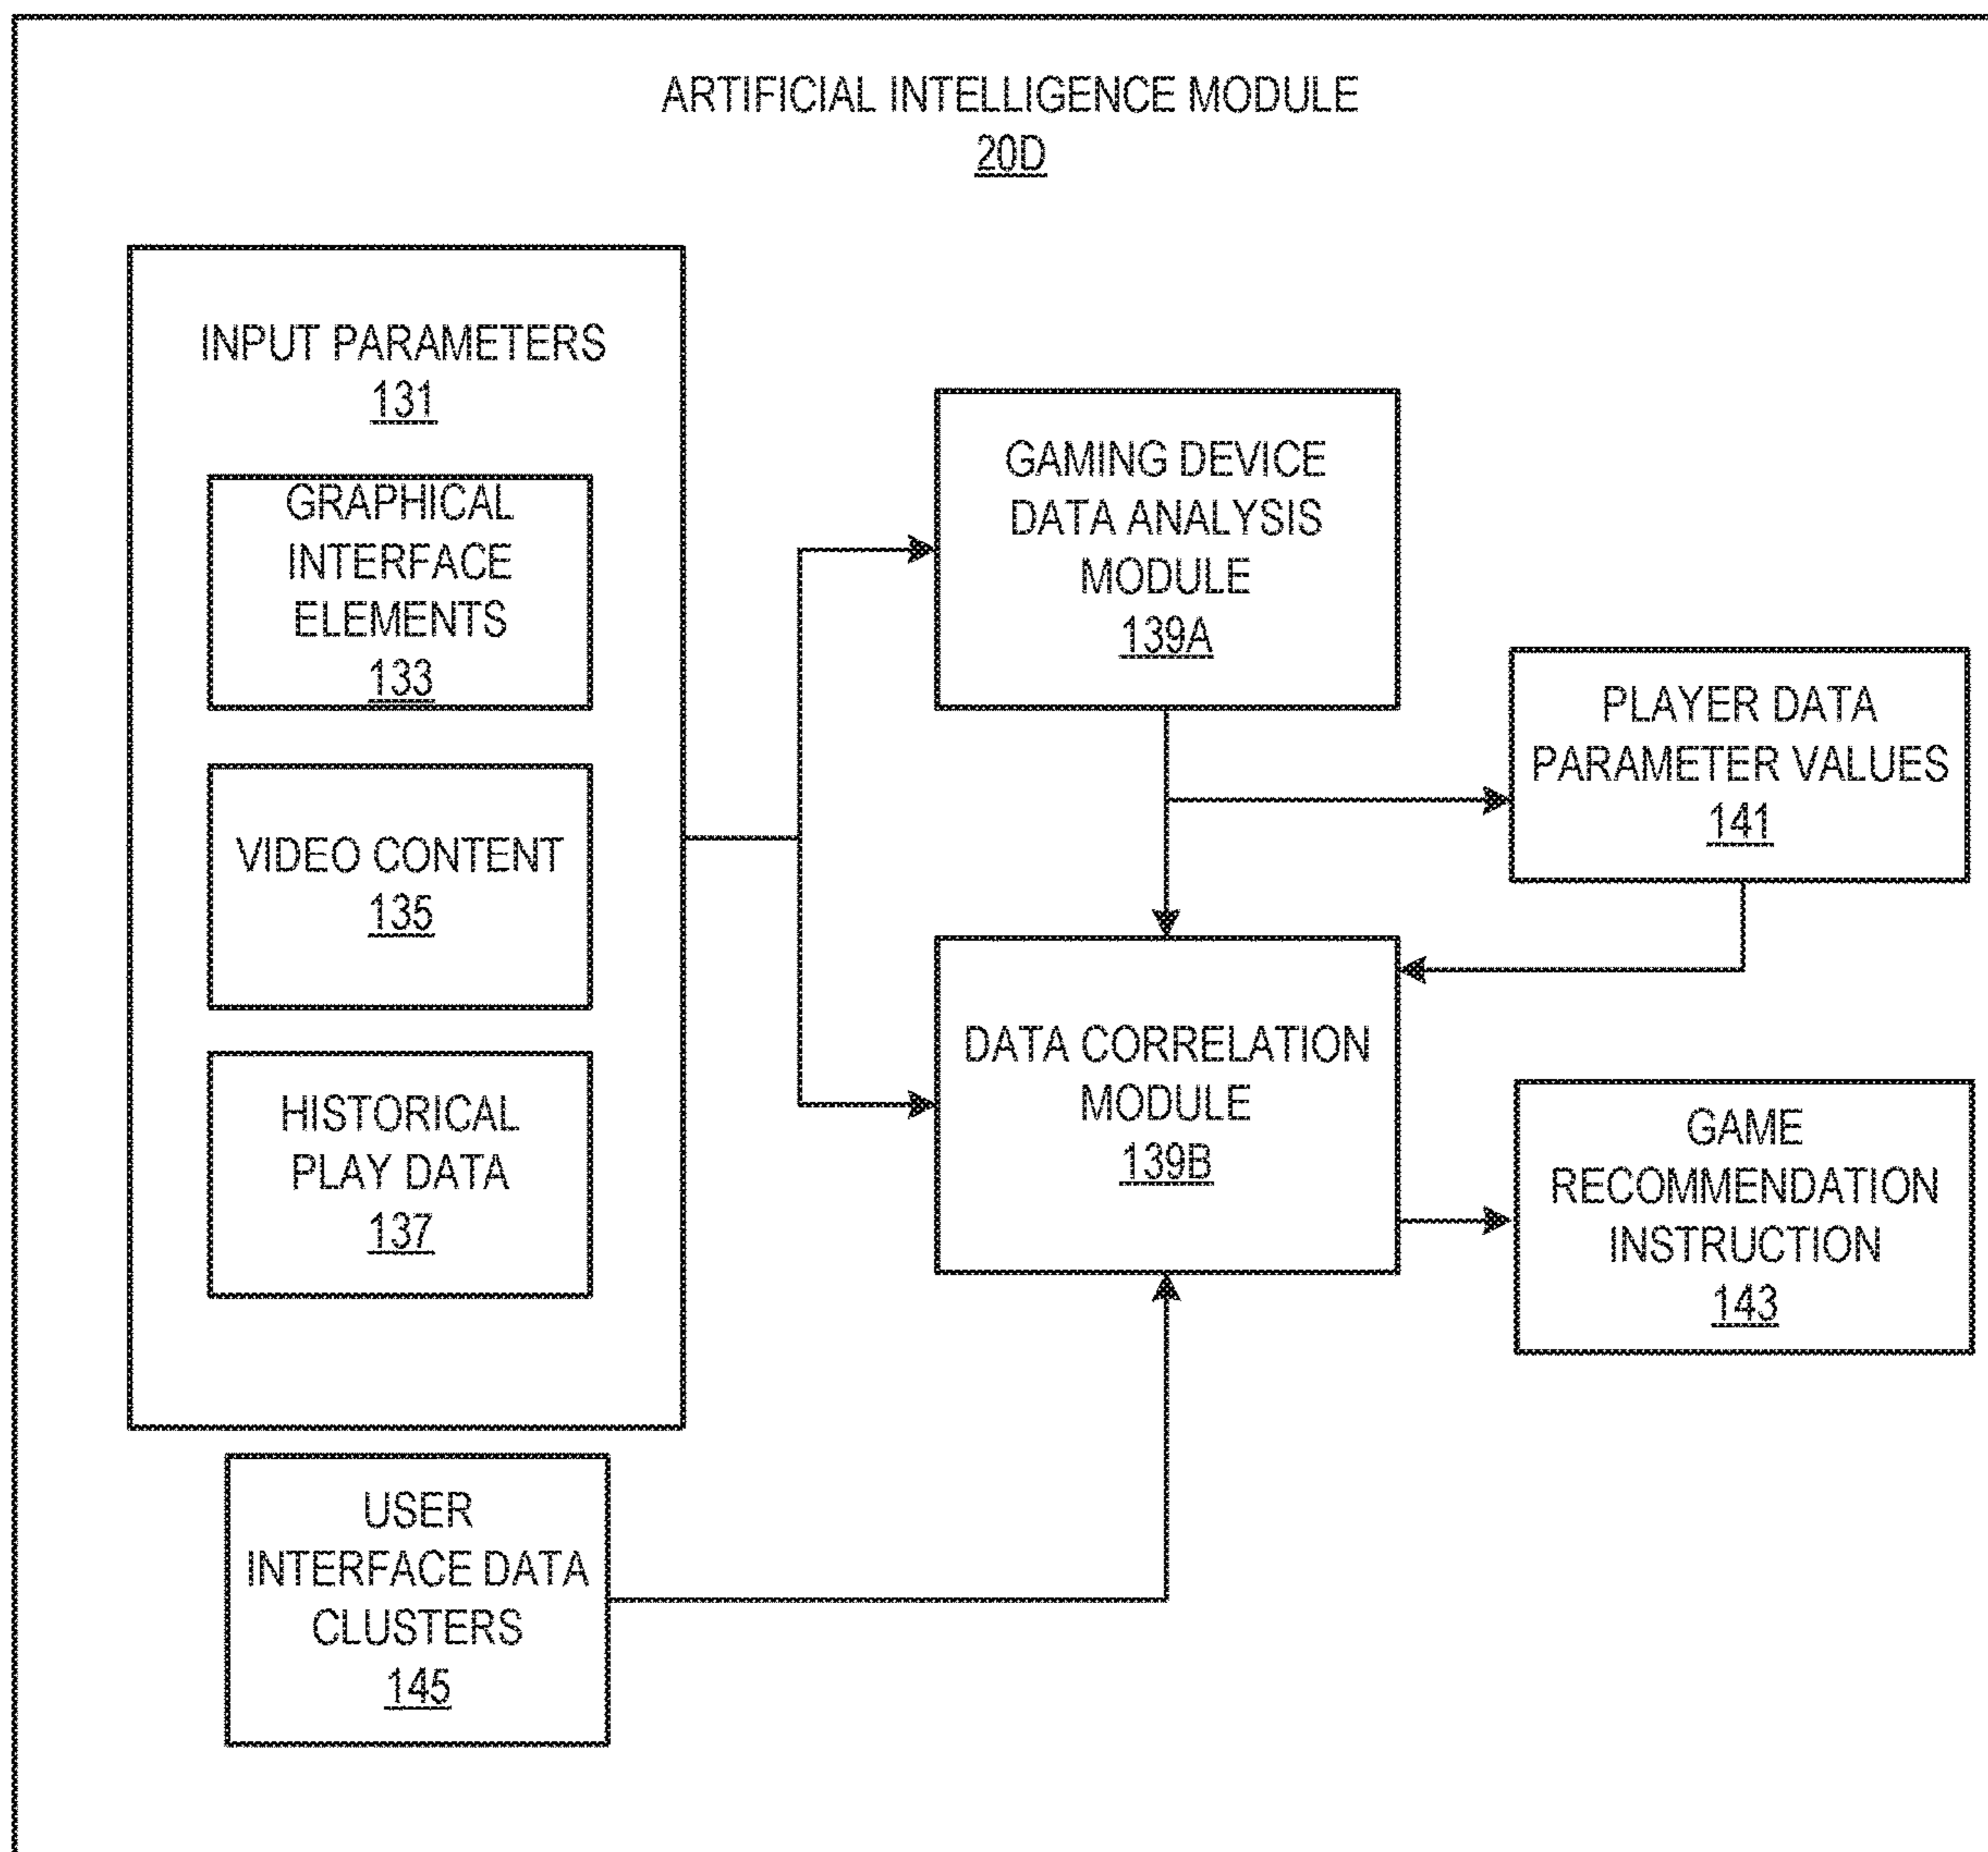 ARTIFICIAL INTELLIGENCE MODULE
20D
INPUT PARAMETERS
131
GRAPHICAL
INTERFACE
ELEMENTS
133
VIDEO CONTENT
135
HISTORICAL
PLAY DATA
137
USER
INTERFACE DATA
CLUSTERS
145
GAMING DEVICE
DATA ANALYSIS
MODULE
139A
DATA CORRELATION
MODULE
139B
PLAYER DATA
PARAMETER VALUES
141
GAME
RECOMMENDATION
INSTRUCTION
143